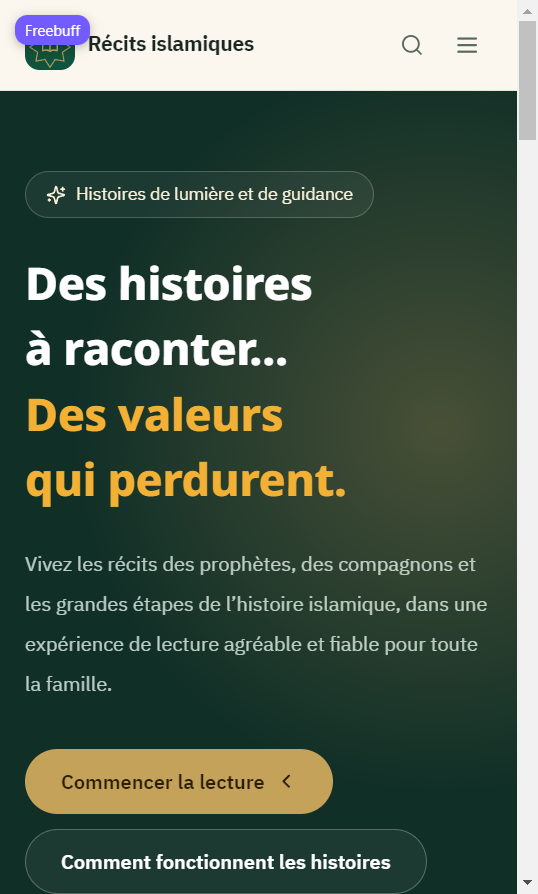 Freebuff
Récits islamiques
Histoires de lumière et de guidance
Des histoires
à raconter...
Des valeurs
qui perdurent.
Vivez les récits des prophètes, des compagnons et
les grandes étapes de l’histoire islamique, dans une
expérience de lecture agréable et fiable pour toute
la famille.
Commencer la lecture
Comment fonctionnent les histoires